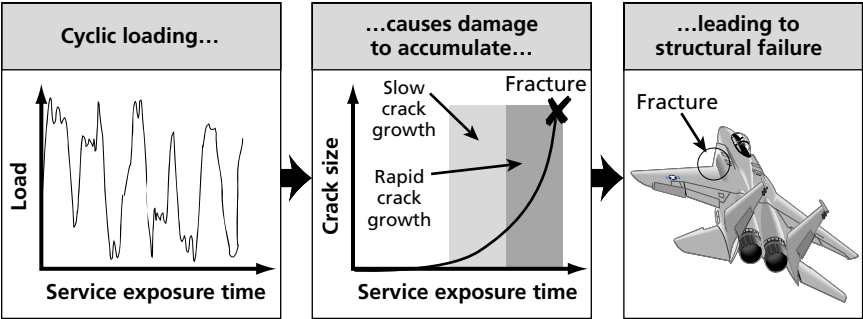 Cyclic loading…
Load
Service exposure time
…causes damage
to accumulate…
Slow
crack
growth
Fracture
Rapid
crack
growth
Crack size
Service exposure time
…leading to
structural failure
Fracture